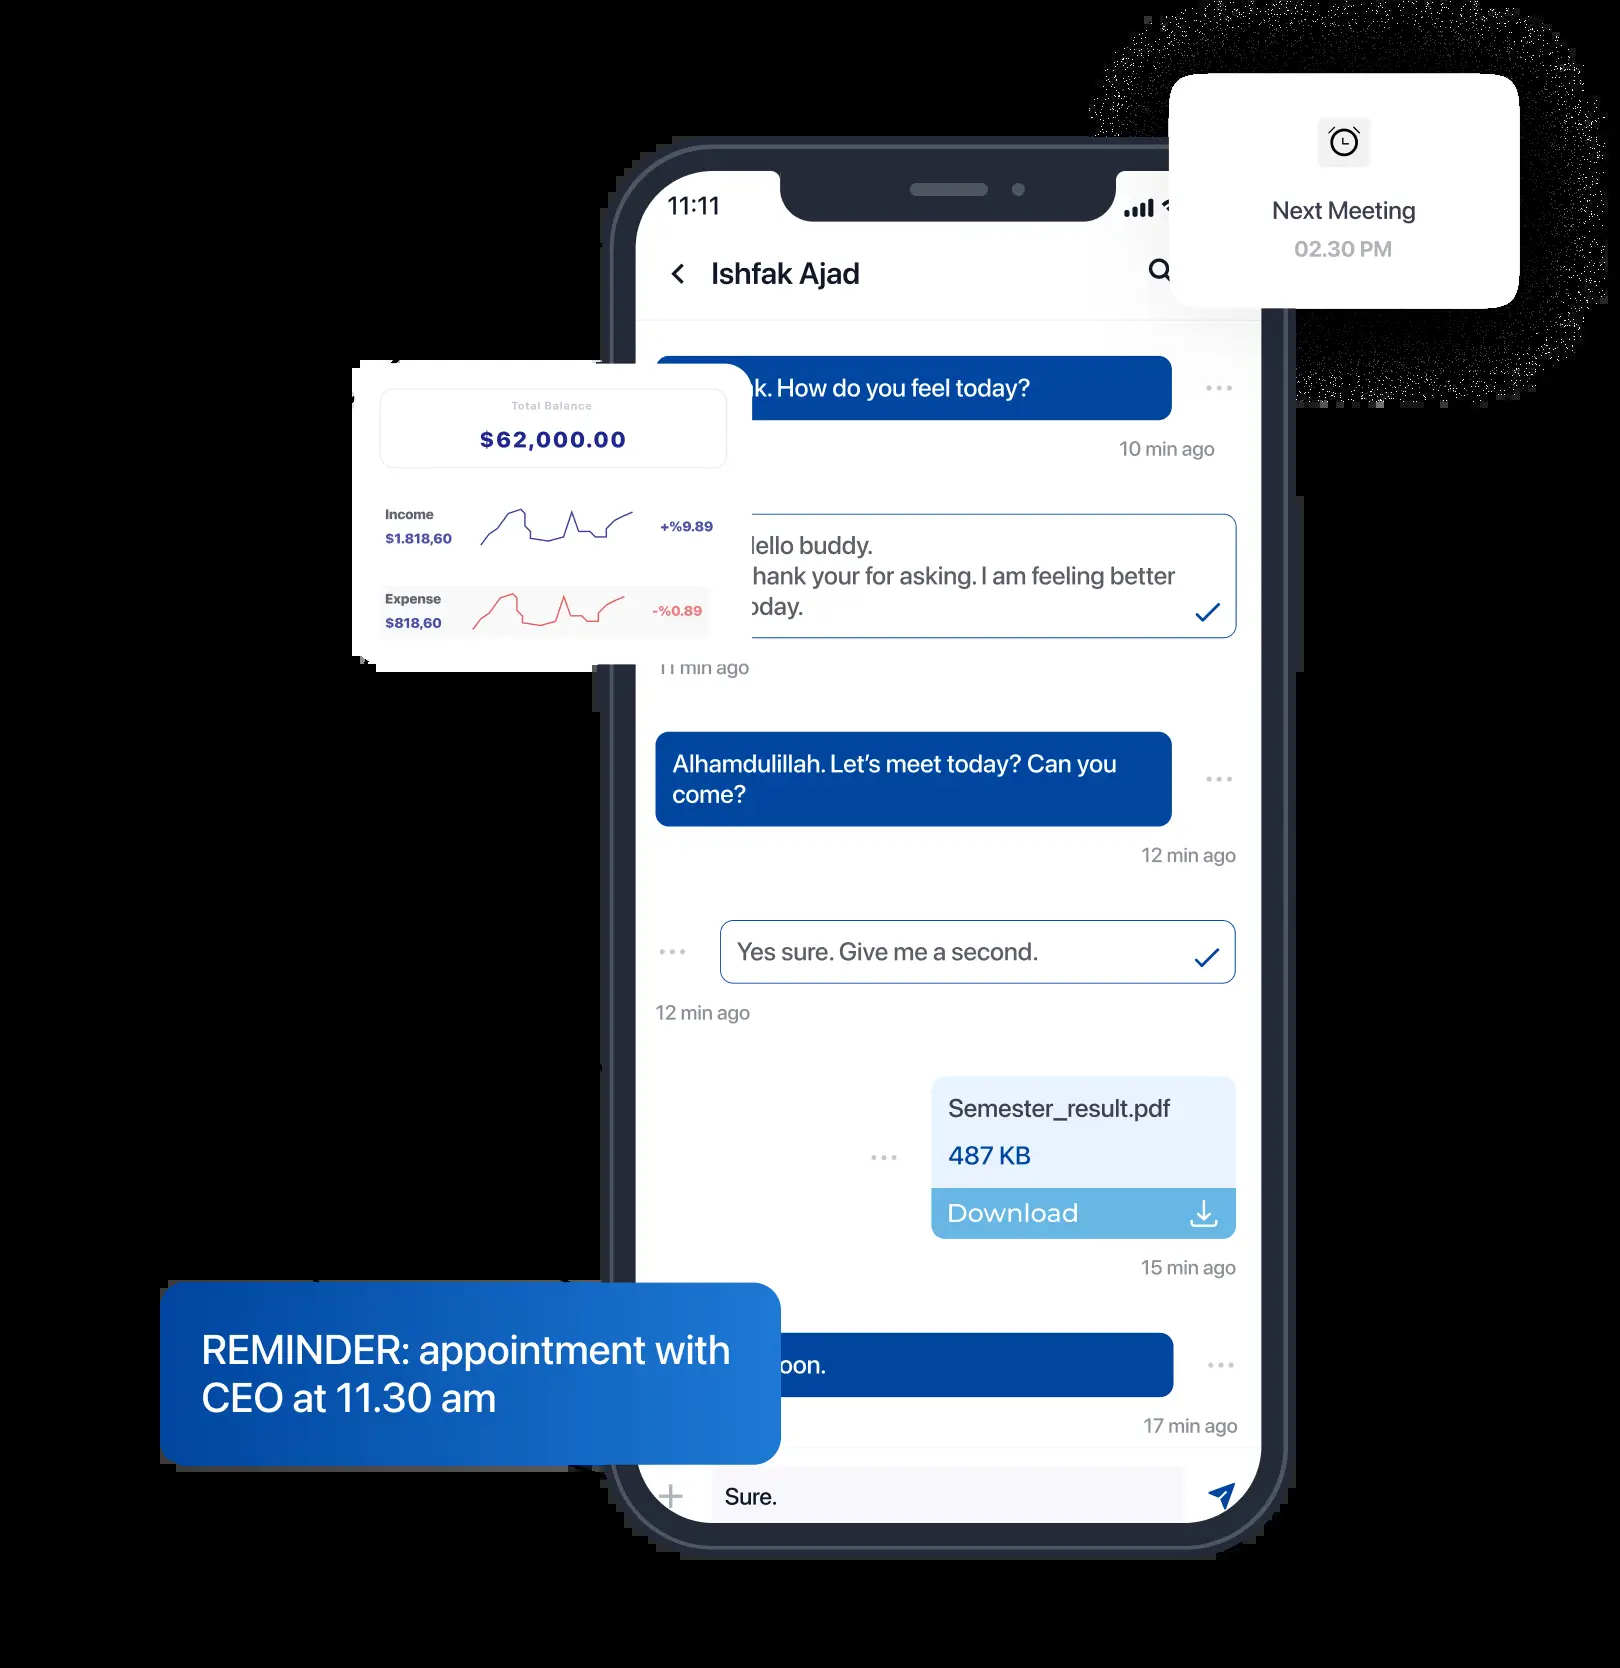 11:11
Next Meeting
02.30 PM
Ishfak Ajad
How do you feel today?
10 min ago
Total Balance
$62,000.00
Income
$1.818,60
+%9.89
Expense
$818,60
-%0.89
buddy.
your for asking. I am feeling better
11 min ago
Alhamdulillah. Let's meet today? Can you
come?
12 min ago
Yes sure. Give me a second.
12 min ago
Semester_result.pdf
487 KB
Download
15 min ago
REMINDER: appointment with
CEO at 11.30 am
17 min ago
Sure.